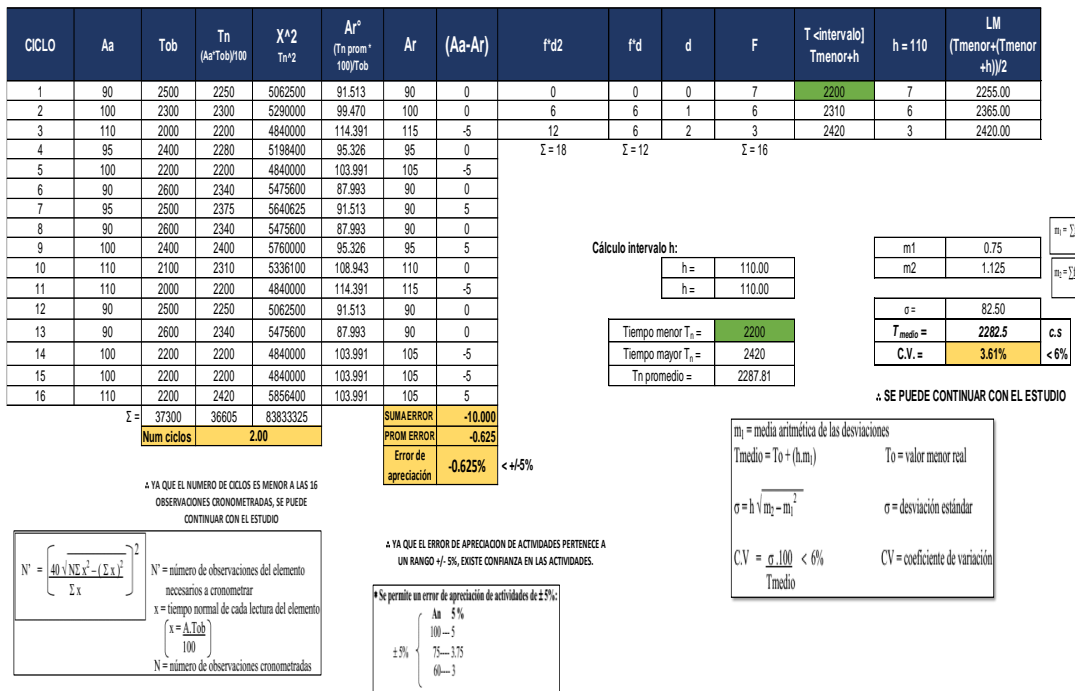 CICLO Aa Tob Tn (Aa*Tob)/100 X^2 Tn^2 Ar° (Tn prom * 100)/Tob Ar (Aa-Ar) f*d2 f*d d F T <intervalo] Tmenor+h h = 110 LM (Tmenor+(Tmenor +h))/2
1 90 2500 2250 5062500 91.513 90 0 0 0 0 7 2200 7 2255.00
2 100 2300 2300 5290000 99.470 100 0 6 6 1 6 2310 6 2365.00
3 110 2000 2200 4840000 114.391 115 -5 12 6 2 3 2420 3 2420.00
4 95 2400 2280 5198400 95.326 95 0 Σ = 18 Σ = 12 Σ = 16
5 100 2200 2200 4840000 103.991 105 -5
6 90 2600 2340 5475600 87.993 90 0
7 95 2500 2375 5640625 91.513 90 5
8 90 2600 2340 5475600 87.993 90 0
9 100 2400 2400 5760000 95.326 95 5
10 110 2100 2310 5336100 108.943 110 0
11 110 2000 2200 4840000 114.391 115 -5
12 90 2500 2250 5062500 91.513 90 0
13 90 2600 2340 5475600 87.993 90 0
14 100 2200 2200 4840000 103.991 105 -5
15 100 2200 2200 4840000 103.991 105 -5
16 110 2200 2420 5856400 103.991 105 5
Σ = 37300 36605 83833325 SUMA ERROR -10.000
Num ciclos 2.00 PROM ERROR -0.625
Error de apreciación -0.625% < +/-5%
Cálculo intervalo h:
h = 110.00
h = 110.00
Tiempo menor Tn = 2200
Tiempo mayor Tn = 2420
Tn promedio = 2287.81
m1 0.75
m2 1.125
m₁ = Σ
m₂ = Σ
σ = 82.50
T medio = 2282.5 c.s
C.V. = 3.61% < 6%
∴ SE PUEDE CONTINUAR CON EL ESTUDIO
∴ YA QUE EL NUMERO DE CICLOS ES MENOR A LAS 16
OBSERVACIONES CRONOMETRADAS, SE PUEDE
CONTINUAR CON EL ESTUDIO
N' = (40 √(NΣ x² – (Σ x)²) / Σ x)²
N' = número de observaciones del elemento
necesarios a cronometrar
x = tiempo normal de cada lectura del elemento
(x = A.Tob / 100)
N = número de observaciones cronometradas
∴ YA QUE EL ERROR DE APRECIACION DE ACTIVIDADES PERTENECE A
UN RANGO +/- 5%, EXISTE CONFIANZA EN LAS ACTIVIDADES.
• Se permite un error de apreciación de actividades de ± 5%:
An 5 %
100 --- 5
± 5% 75---- 3.75
60---- 3
m₁ = media aritmética de las desviaciones
Tmedio = To + (h.m₁) To = valor menor real
σ = h √(m₂ – m₁²) σ = desviación estándar
C.V = σ .100 / Tmedio < 6% CV = coeficiente de variación